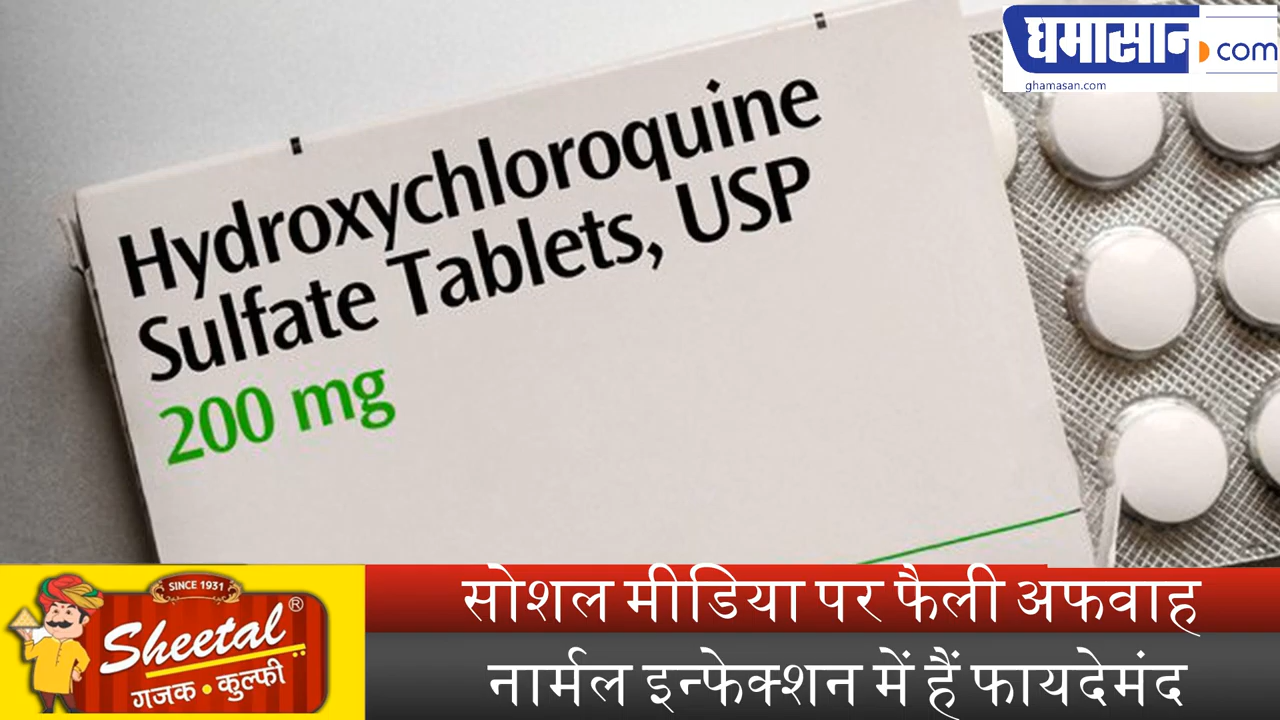 घमासान.com
ghamasan.com
Hydroxychloroquine
Sulfate Tablets, USP
200 mg
SINCE 1931
Sheetal®
गजक • कुल्फी
सोशल मीडिया पर फैली अफवाह
नार्मल इन्फेक्शन में हैं फायदेमंद